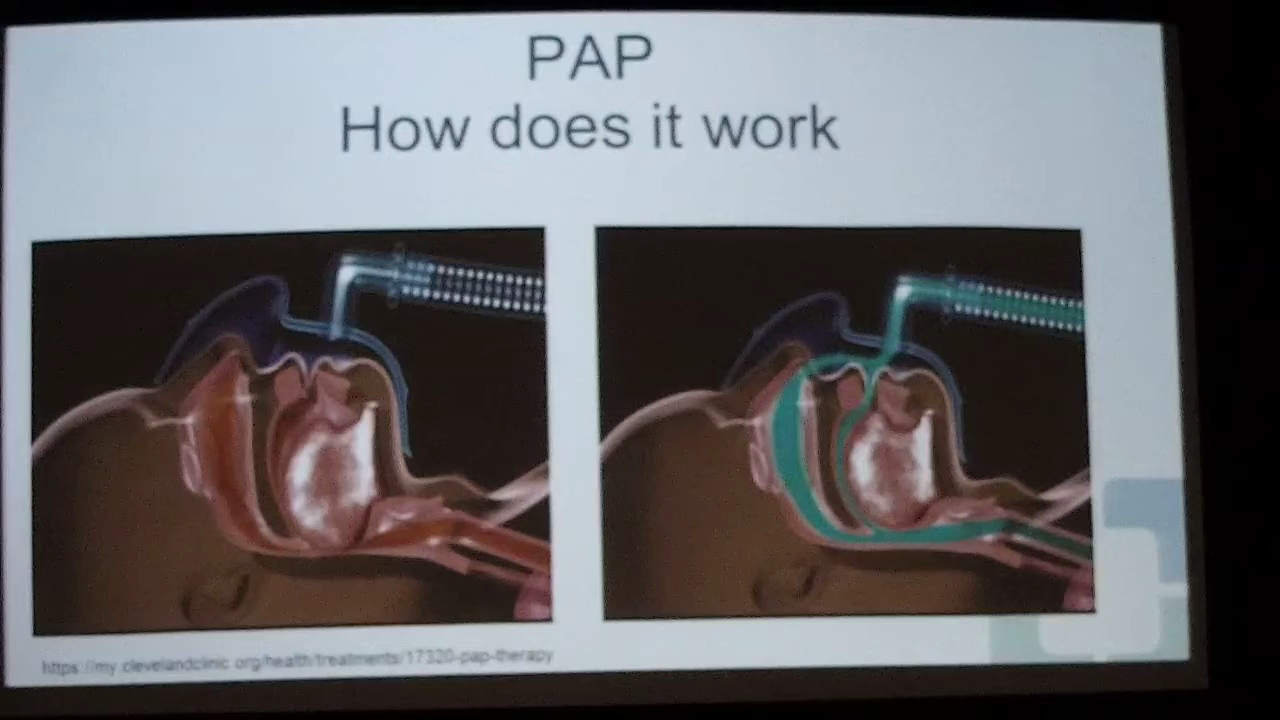 PAP
How does it work
https://my.clevelandclinic.org/health/treatments/17320-pap-therapy